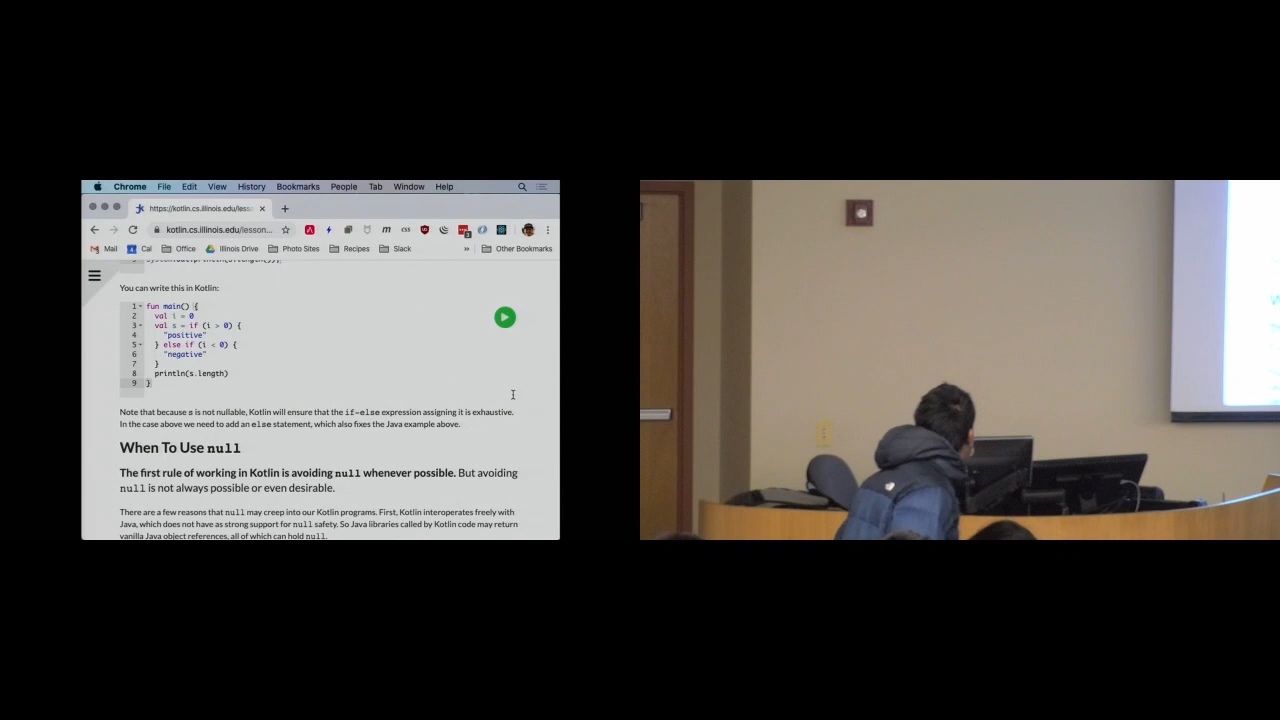 Chrome File Edit View History Bookmarks People Tab Window Help
https://kotlin.cs.illinois.edu/less
kotlin.cs.illinois.edu/lesson...
Mail Cal Office Illinois Drive Photo Sites Recipes Slack » Other Bookmarks
You can write this in Kotlin:
1 fun main() {
2 val i = 0
3 val s = if (i > 0) {
4 "positive"
5 } else if (i < 0) {
6 "negative"
7 }
8 println(s.length)
9 }
Note that because s is not nullable, Kotlin will ensure that the if-else expression assigning it is exhaustive.
In the case above we need to add an else statement, which also fixes the Java example above.
When To Use null
The first rule of working in Kotlin is avoiding null whenever possible. But avoiding
null is not always possible or even desirable.
There are a few reasons that null may creep into our Kotlin programs. First, Kotlin interoperates freely with
Java, which does not have as strong support for null safety. So Java libraries called by Kotlin code may return
vanilla Java object references, all of which can hold null.